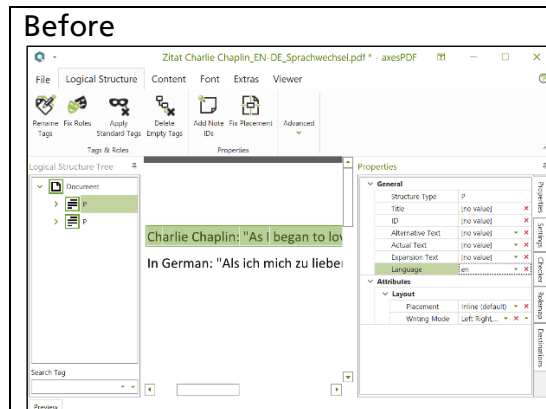 Before
Zitat Charlie Chaplin_EN-DE_Sprachwechsel.pdf * - axesPDF
File Logical Structure Content Font Extras Viewer
Rename Tags Fix Roles Apply Standard Tags Delete Empty Tags Add Note IDs Fix Placement Advanced
Tags & Roles Properties
Logical Structure Tree
Document
P
P
Search Tag
Preview
Charlie Chaplin: "As I began to lov
In German: "Als ich mich zu lieber
Properties
General
Structure Type P
Title [no value]
ID [no value]
Alternative Text [no value]
Actual Text [no value]
Expansion Text [no value]
Language en
Attributes
Layout
Placement Inline (default)
Writing Mode Left Right,...
Properties
Settings
Checker
Rolemap
Destinations